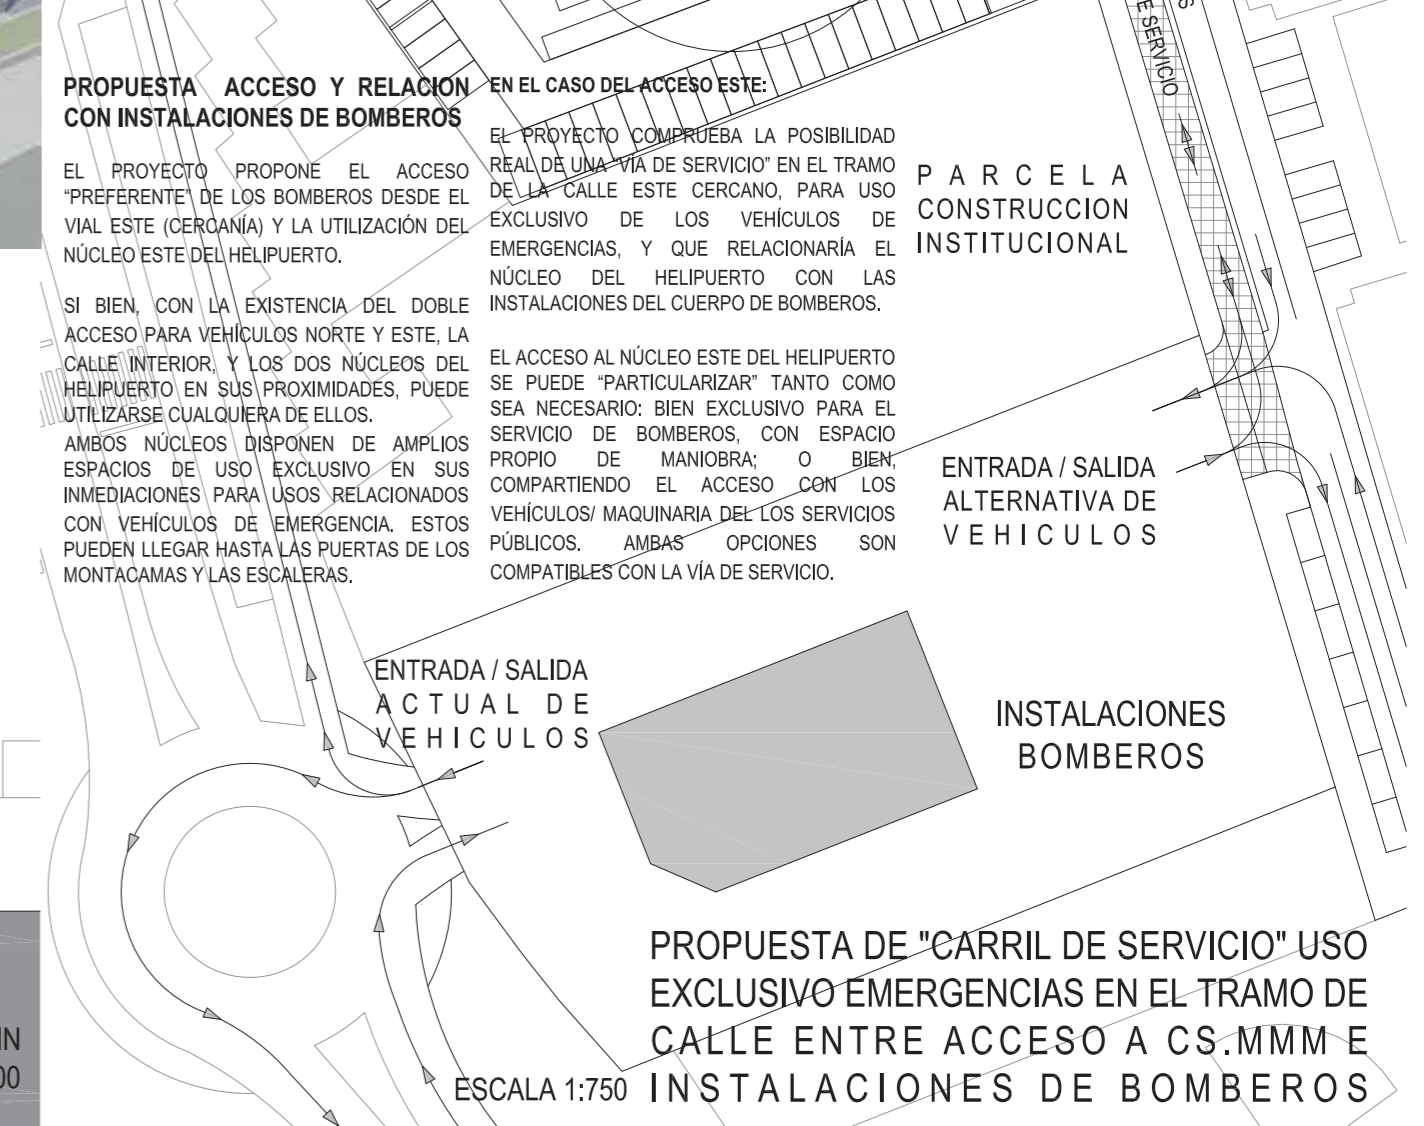 PROPUESTA ACCESO Y RELACION
CON INSTALACIONES DE BOMBEROS
EL PROYECTO PROPONE EL ACCESO
“PREFERENTE” DE LOS BOMBEROS DESDE EL
VIAL ESTE (CERCANÍA) Y LA UTILIZACIÓN DEL
NÚCLEO ESTE DEL HELIPUERTO.
SI BIEN, CON LA EXISTENCIA DEL DOBLE
ACCESO PARA VEHÍCULOS NORTE Y ESTE, LA
CALLE INTERIOR, Y LOS DOS NÚCLEOS DEL
HELIPUERTO EN SUS PROXIMIDADES, PUEDE
UTILIZARSE CUALQUIERA DE ELLOS.
AMBOS NÚCLEOS DISPONEN DE AMPLIOS
ESPACIOS DE USO EXCLUSIVO EN SUS
INMEDIACIONES PARA USOS RELACIONADOS
CON VEHÍCULOS DE EMERGENCIA. ESTOS
PUEDEN LLEGAR HASTA LAS PUERTAS DE LOS
MONTACAMAS Y LAS ESCALERAS.
EN EL CASO DEL ACCESO ESTE:
EL PROYECTO COMPRUEBA LA POSIBILIDAD
REAL DE UNA “VÍA DE SERVICIO” EN EL TRAMO
DE LA CALLE ESTE CERCANO, PARA USO
EXCLUSIVO DE LOS VEHÍCULOS DE
EMERGENCIAS, Y QUE RELACIONARÍA EL
NÚCLEO DEL HELIPUERTO CON LAS
INSTALACIONES DEL CUERPO DE BOMBEROS.
EL ACCESO AL NÚCLEO ESTE DEL HELIPUERTO
SE PUEDE “PARTICULARIZAR” TANTO COMO
SEA NECESARIO: BIEN EXCLUSIVO PARA EL
SERVICIO DE BOMBEROS, CON ESPACIO
PROPIO DE MANIOBRA; O BIEN,
COMPARTIENDO EL ACCESO CON LOS
VEHÍCULOS/ MAQUINARIA DEL LOS SERVICIOS
PÚBLICOS. AMBAS OPCIONES SON
COMPATIBLES CON LA VÍA DE SERVICIO.
E SERVICIO
S
PARCELA
CONSTRUCCION
INSTITUCIONAL
ENTRADA / SALIDA
ALTERNATIVA DE
VEHICULOS
ENTRADA / SALIDA
ACTUAL DE
VEHICULOS
INSTALACIONES
BOMBEROS
IN
00
ESCALA 1:750
PROPUESTA DE "CARRIL DE SERVICIO" USO
EXCLUSIVO EMERGENCIAS EN EL TRAMO DE
CALLE ENTRE ACCESO A CS.MMM E
INSTALACIONES DE BOMBEROS